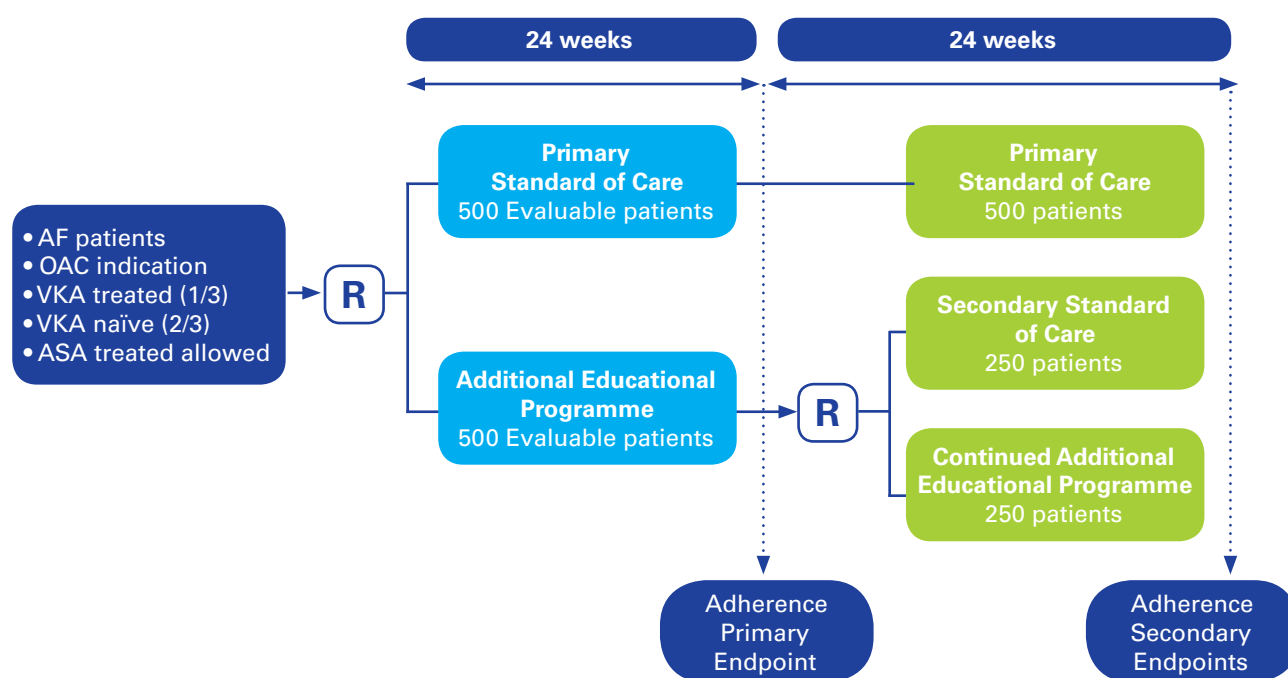 24 weeks
24 weeks
• AF patients
• OAC indication
• VKA treated (1/3)
• VKA naïve (2/3)
• ASA treated allowed
R
Primary
Standard of Care
500 Evaluable patients
Additional Educational
Programme
500 Evaluable patients
R
Primary
Standard of Care
500 patients
Secondary Standard
of Care
250 patients
Continued Additional
Educational Programme
250 patients
Adherence
Primary
Endpoint
Adherence
Secondary
Endpoints